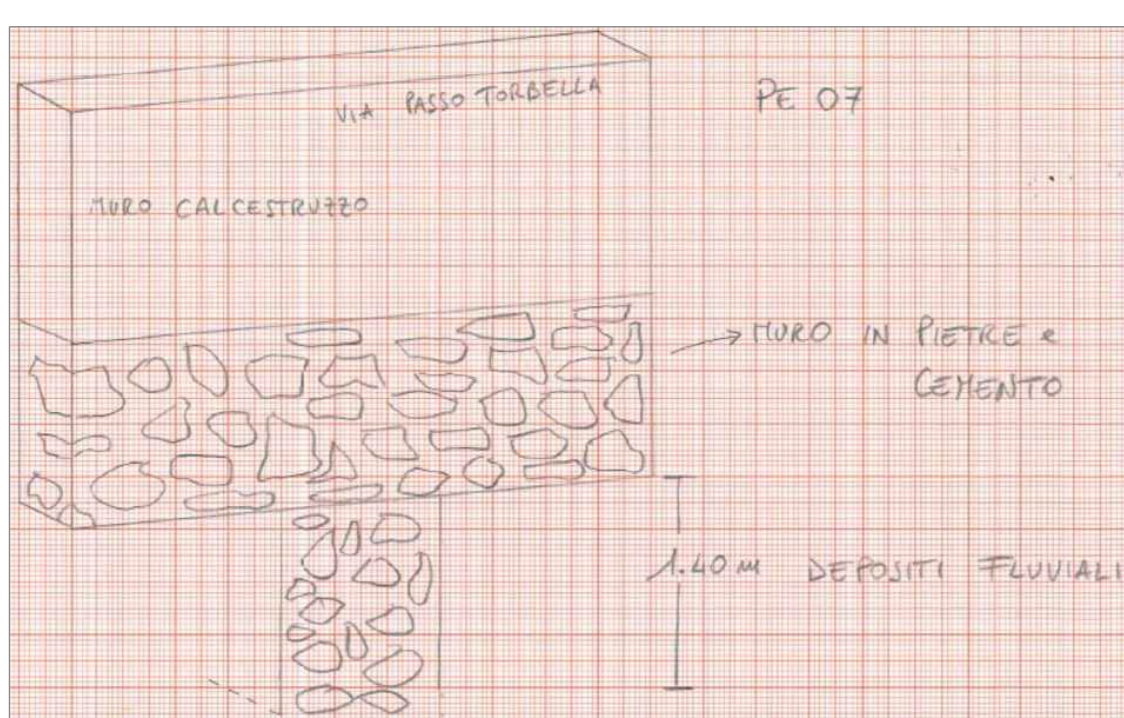 VIA PASSO TORBELLA
PE 07
MURO CALCESTRUZZO
MURO IN PIETRE e
CEMENTO
1.40 m DEPOSITI FLUVIALI